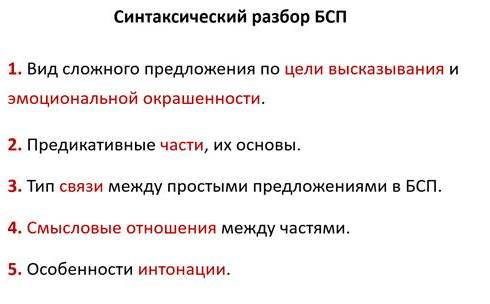 Синтаксический разбор БСП
1. Вид сложного предложения по цели высказывания и
эмоциональной окрашенности.
2. Предикативные части, их основы.
3. Тип связи между простыми предложениями в БСП.
4. Смысловые отношения между частями.
5. Особенности интонации.